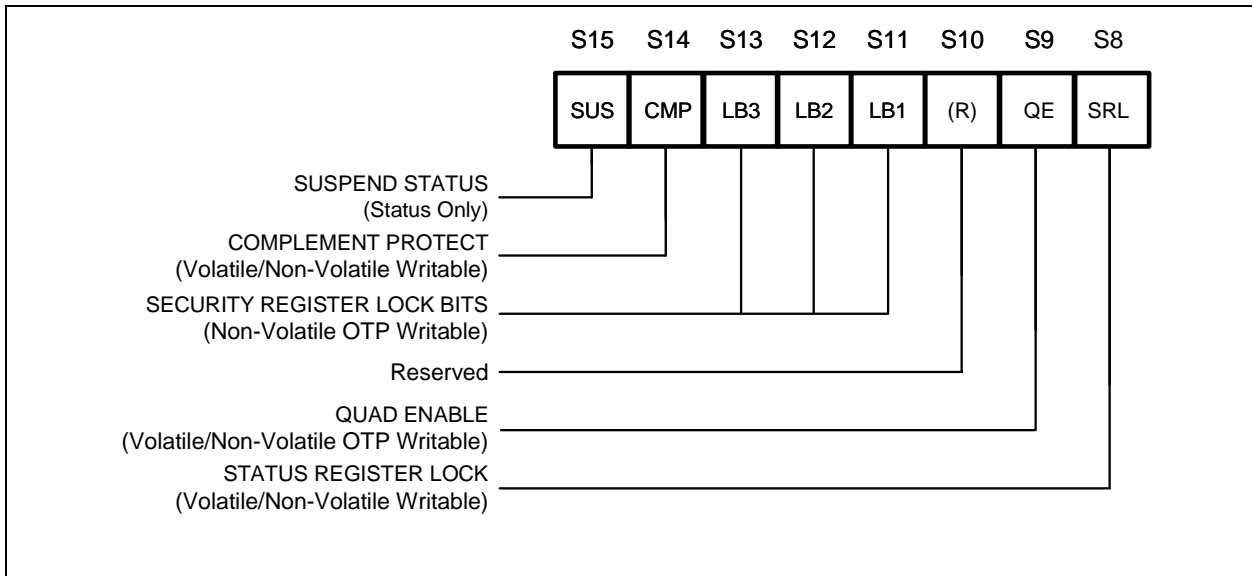 S15 S14 S13 S12 S11 S10 S9 S8
SUS CMP LB3 LB2 LB1 (R) QE SRL
SUSPEND STATUS
(Status Only)
COMPLEMENT PROTECT
(Volatile/Non-Volatile Writable)
SECURITY REGISTER LOCK BITS
(Non-Volatile OTP Writable)
Reserved
QUAD ENABLE
(Volatile/Non-Volatile OTP Writable)
STATUS REGISTER LOCK
(Volatile/Non-Volatile Writable)